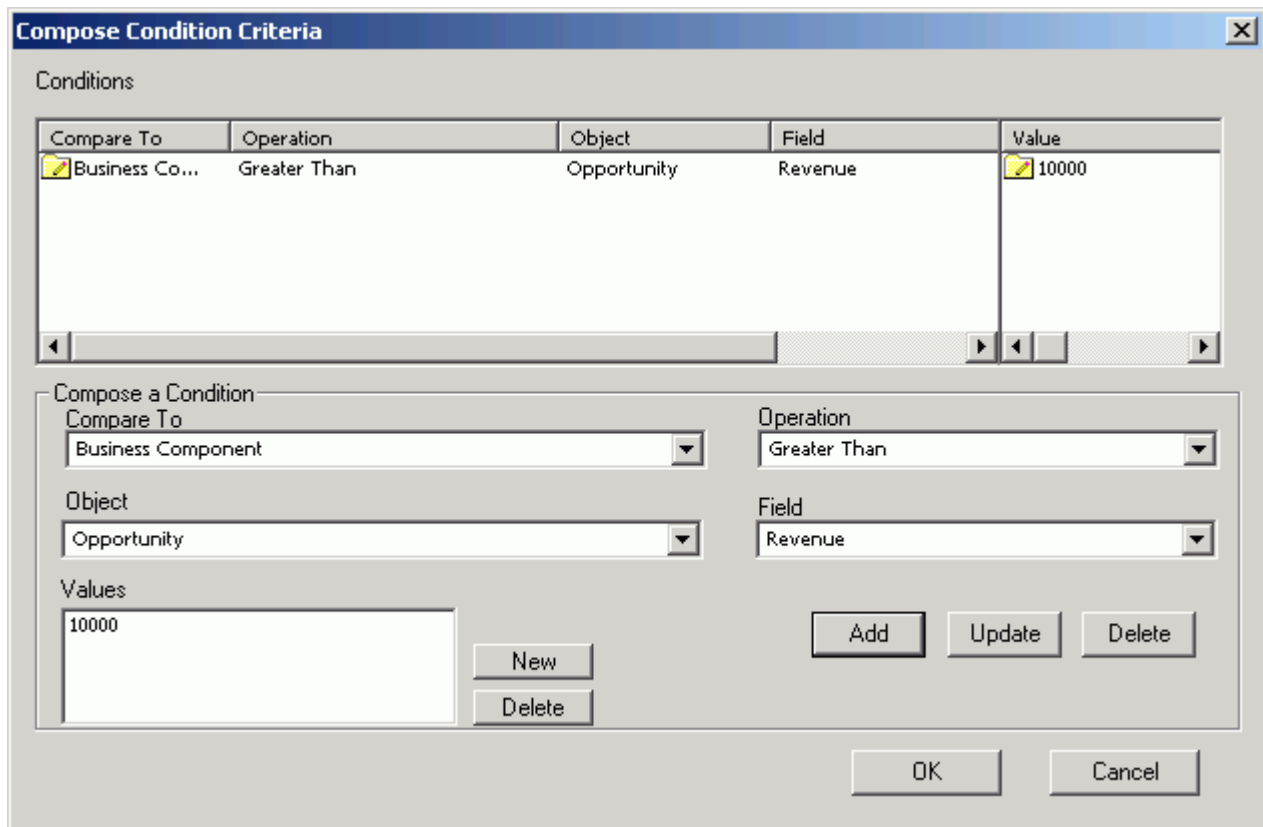 Compose Condition Criteria
Conditions
Compare To Operation Object Field Value
Business Co... Greater Than Opportunity Revenue 10000
Compose a Condition
Compare To Operation
Business Component Greater Than
Object Field
Opportunity Revenue
Values
10000
Add Update Delete
New
Delete
OK Cancel